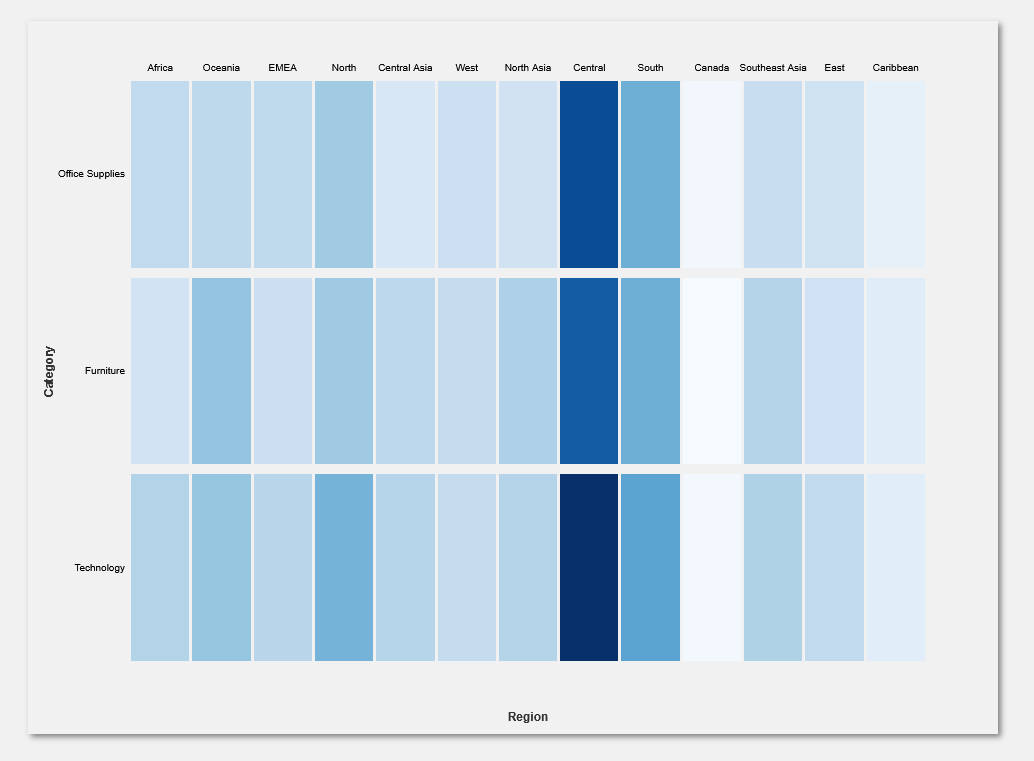 Africa Oceania EMEA North Central Asia West North Asia Central South Canada Southeast Asia East Caribbean
Office Supplies
Category
Furniture
Technology
Region